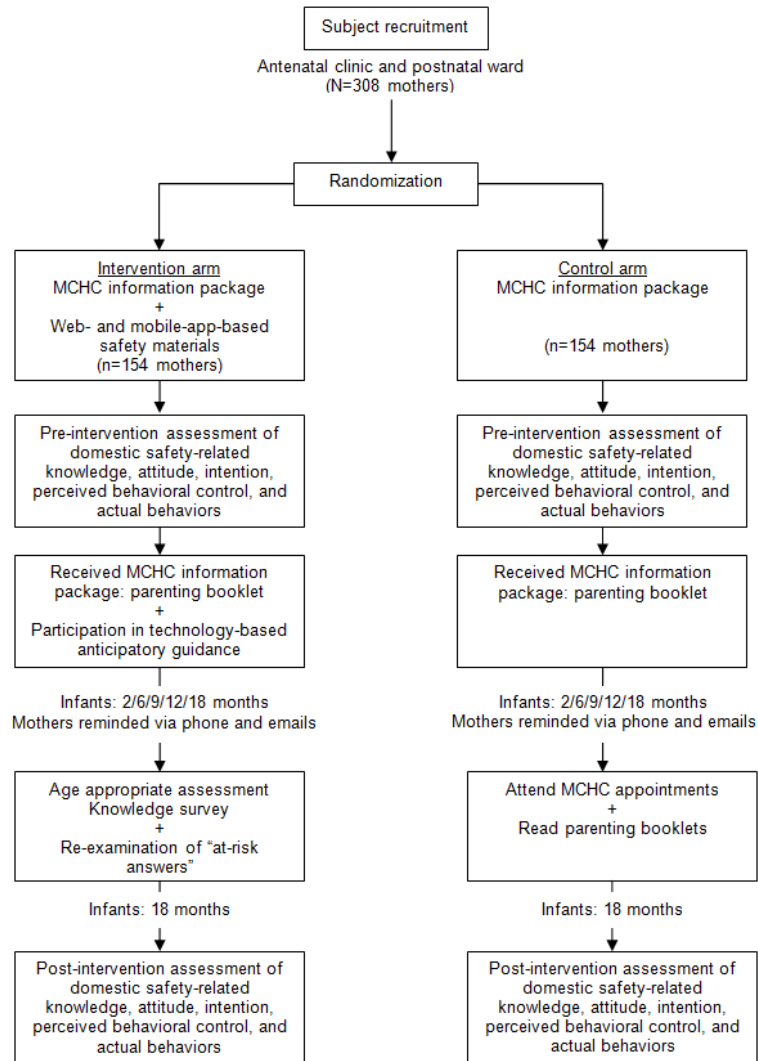 Subject recruitment
Antenatal clinic and postnatal ward
(N=308 mothers)
Randomization
Intervention arm
MCHC information package
+
Web- and mobile-app-based
safety materials
(n=154 mothers)
Control arm
MCHC information package
(n=154 mothers)
Pre-intervention assessment of
domestic safety-related
knowledge, attitude, intention,
perceived behavioral control, and
actual behaviors
Pre-intervention assessment of
domestic safety-related
knowledge, attitude, intention,
perceived behavioral control, and
actual behaviors
Received MCHC information
package: parenting booklet
+
Participation in technology-based
anticipatory guidance
Received MCHC information
package: parenting booklet
Infants: 2/6/9/12/18 months
Mothers reminded via phone and emails
Infants: 2/6/9/12/18 months
Mothers reminded via phone and emails
Age appropriate assessment
Knowledge survey
+
Re-examination of “at-risk
answers”
Attend MCHC appointments
+
Read parenting booklets
Infants: 18 months
Infants: 18 months
Post-intervention assessment of
domestic safety-related
knowledge, attitude, intention,
perceived behavioral control, and
actual behaviors
Post-intervention assessment of
domestic safety-related
knowledge, attitude, intention,
perceived behavioral control, and
actual behaviors